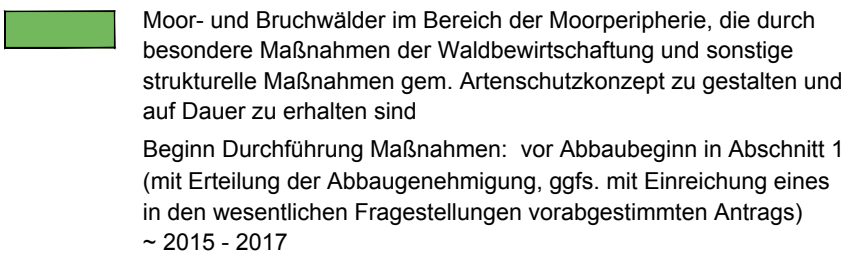 Moor- und Bruchwälder im Bereich der Moorperipherie, die durch
besondere Maßnahmen der Waldbewirtschaftung und sonstige
strukturelle Maßnahmen gem. Artenschutzkonzept zu gestalten und
auf Dauer zu erhalten sind
Beginn Durchführung Maßnahmen: vor Abbaubeginn in Abschnitt 1
(mit Erteilung der Abbaugenehmigung, ggfs. mit Einreichung eines
in den wesentlichen Fragestellungen vorabgestimmten Antrags)
~ 2015 - 2017